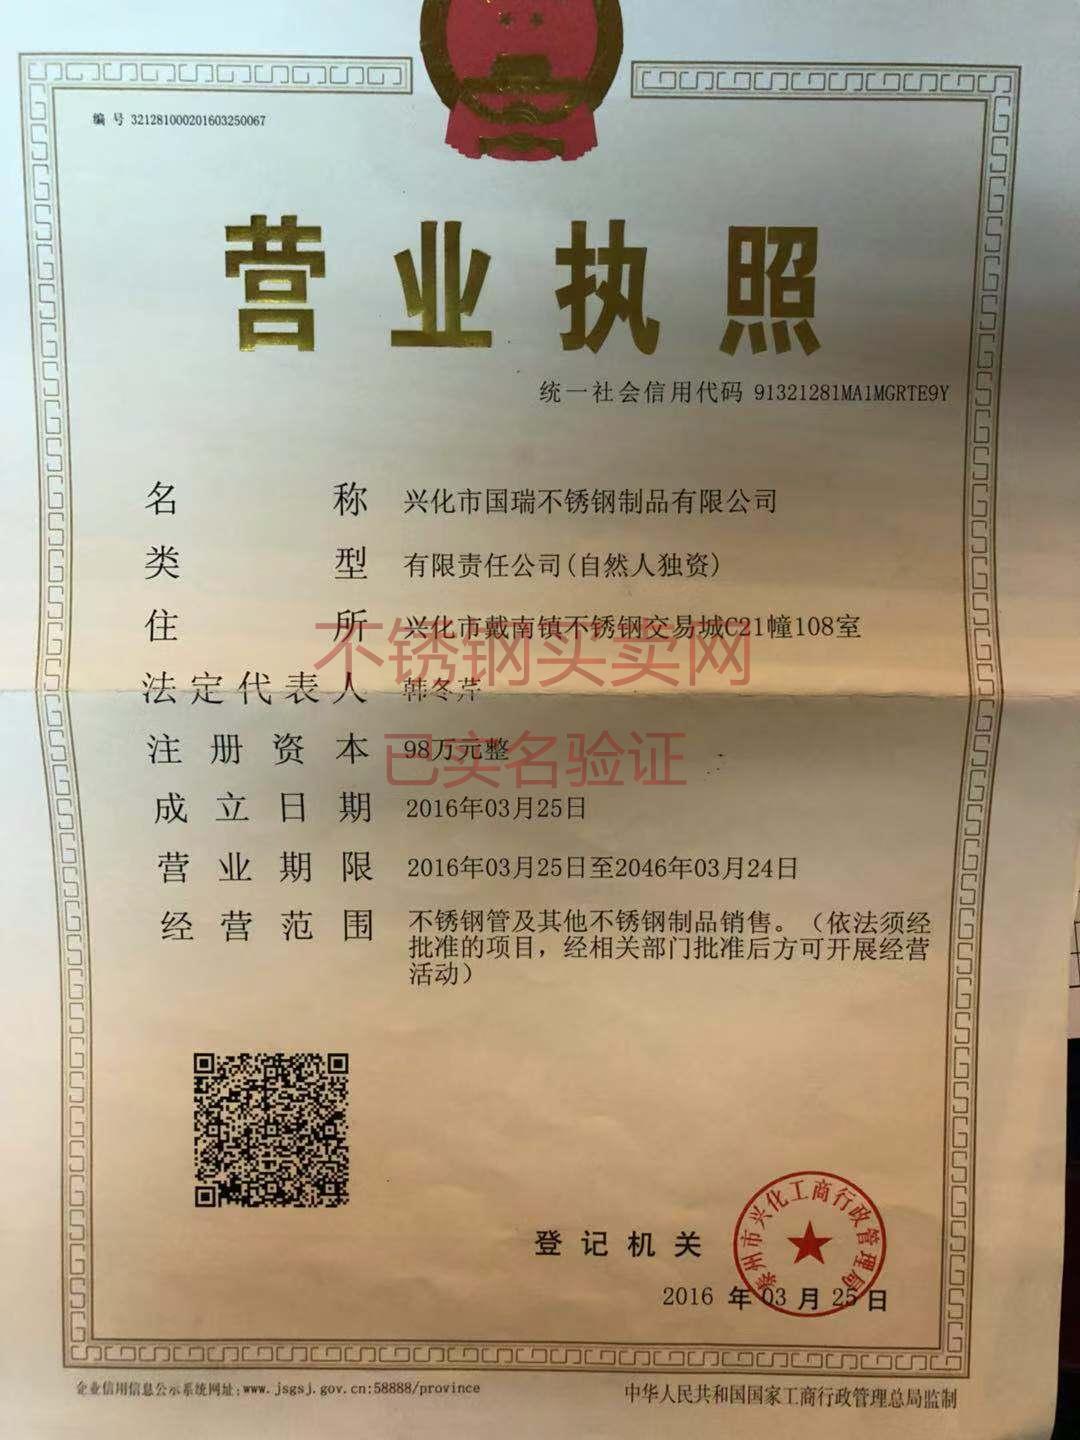 编 号 321281000201603250067
营业执照
统一社会信用代码 91321281MA1MGRTE9Y
名称 兴化市国瑞不锈钢制品有限公司
类型 有限责任公司(自然人独资)
住所 兴化市戴南镇不锈钢交易城C21幢108室
不锈钢买卖网
法定代表人 韩冬芹
注册资本 98万元整
已实名验证
成立日期 2016年03月25日
营业期限 2016年03月25日至2046年03月24日
经营范围 不锈钢管及其他不锈钢制品销售。（依法须经
批准的项目，经相关部门批准后方可开展经营
活动）
泰州市兴化工商行政管理局
登记机关
2016 年 03 月 25 日
企业信用信息公示系统网址：www.jsgsj.gov.cn:58888/province
中华人民共和国国家工商行政管理总局监制